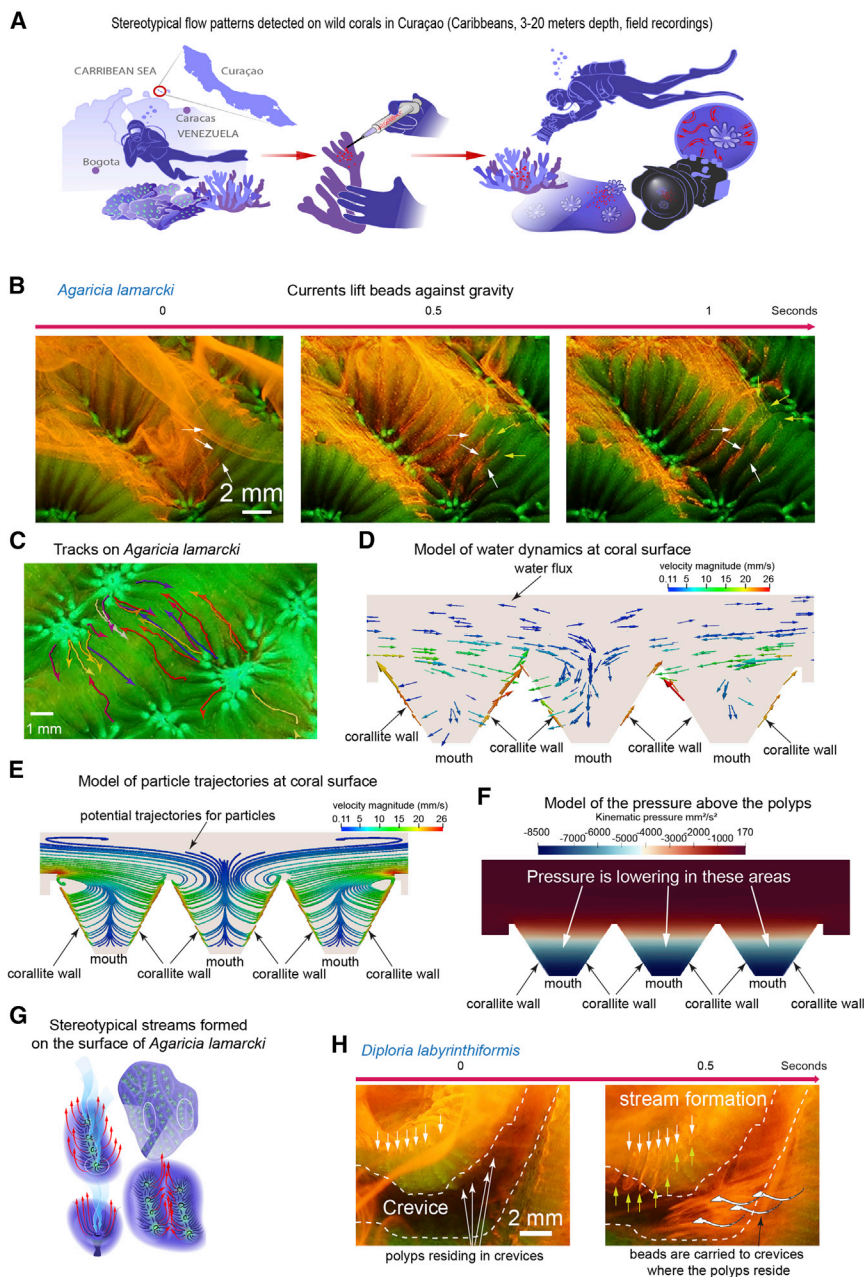 A
Stereotypical flow patterns detected on wild corals in Curaçao (Caribbeans, 3-20 meters depth, field recordings)
CARRIBEAN SEA
Curaçao
Caracas
VENEZUELA
Bogota
B
Agaricia lamarcki
Currents lift beads against gravity
0
0.5
1
Seconds
2 mm
C
Tracks on Agaricia lamarcki
1 mm
D
Model of water dynamics at coral surface
water flux
velocity magnitude (mm/s)
0.11 5 10 15 20 26
corallite wall
mouth
corallite wall
mouth
corallite wall
mouth
corallite wall
E
Model of particle trajectories at coral surface
potential trajectories for particles
velocity magnitude (mm/s)
0.11 5 10 15 20 26
corallite wall
mouth
corallite wall
mouth
corallite wall
mouth
corallite wall
F
Model of the pressure above the polyps
Kinematic pressure mm²/s²
-8500 -7000 -6000 -5000 -4000 -3000 -2000 -1000 170
Pressure is lowering in these areas
corallite wall
mouth
corallite wall
mouth
corallite wall
mouth
corallite wall
G
Stereotypical streams formed
on the surface of Agaricia lamarcki
H
Diploria labyrinthiformis
0
0.5
Seconds
Crevice
2 mm
polyps residing in crevices
stream formation
beads are carried to crevices
where the polyps reside